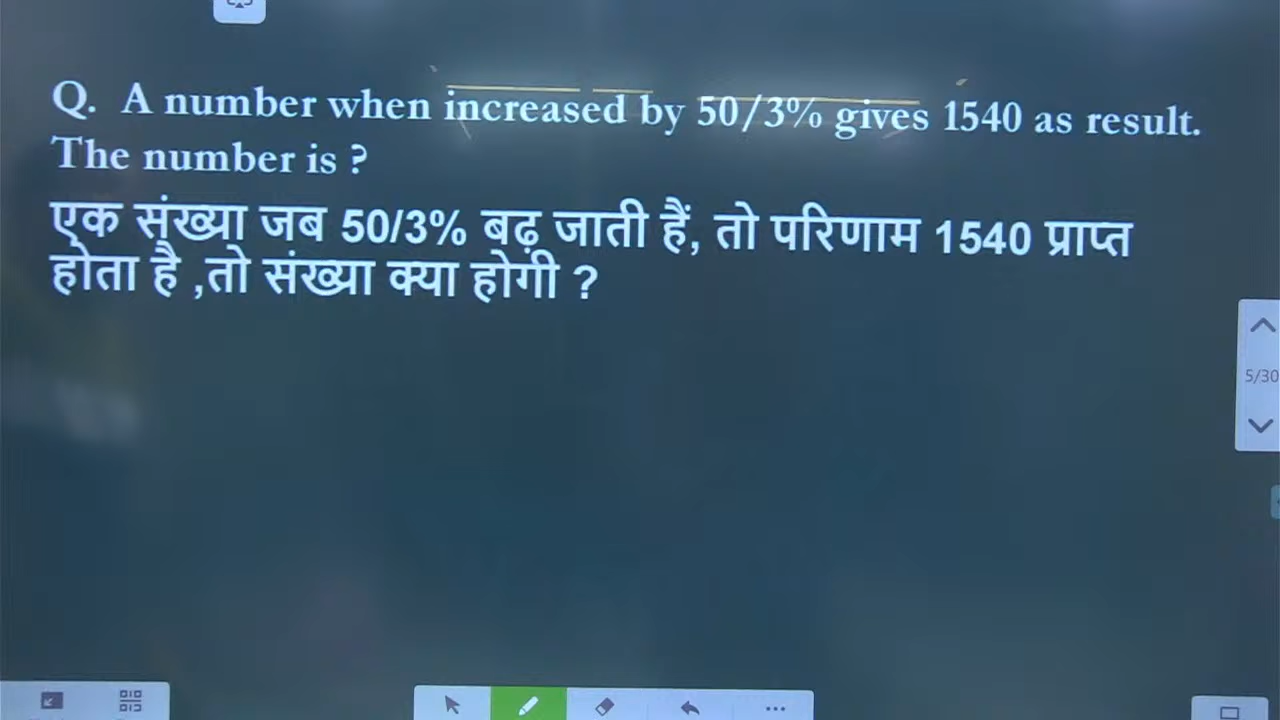 Q. A number when increased by 50/3% gives 1540 as result.
The number is ?
एक संख्या जब 50/3% बढ़ जाती हैं, तो परिणाम 1540 प्राप्त
होता है ,तो संख्या क्या होगी ?
5/30